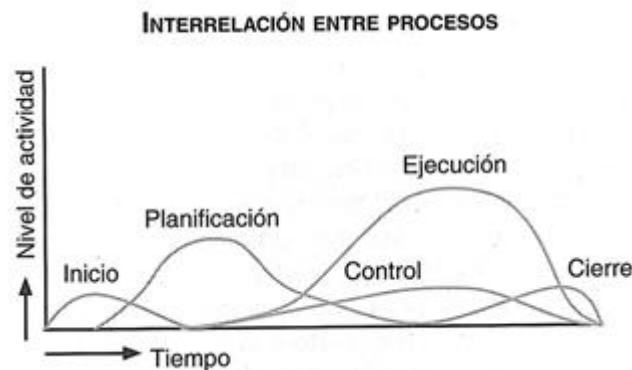 INTERRELACIÓN ENTRE PROCESOS
Nivel de actividad
Ejecución
Planificación
Inicio
Control
Cierre
Tiempo